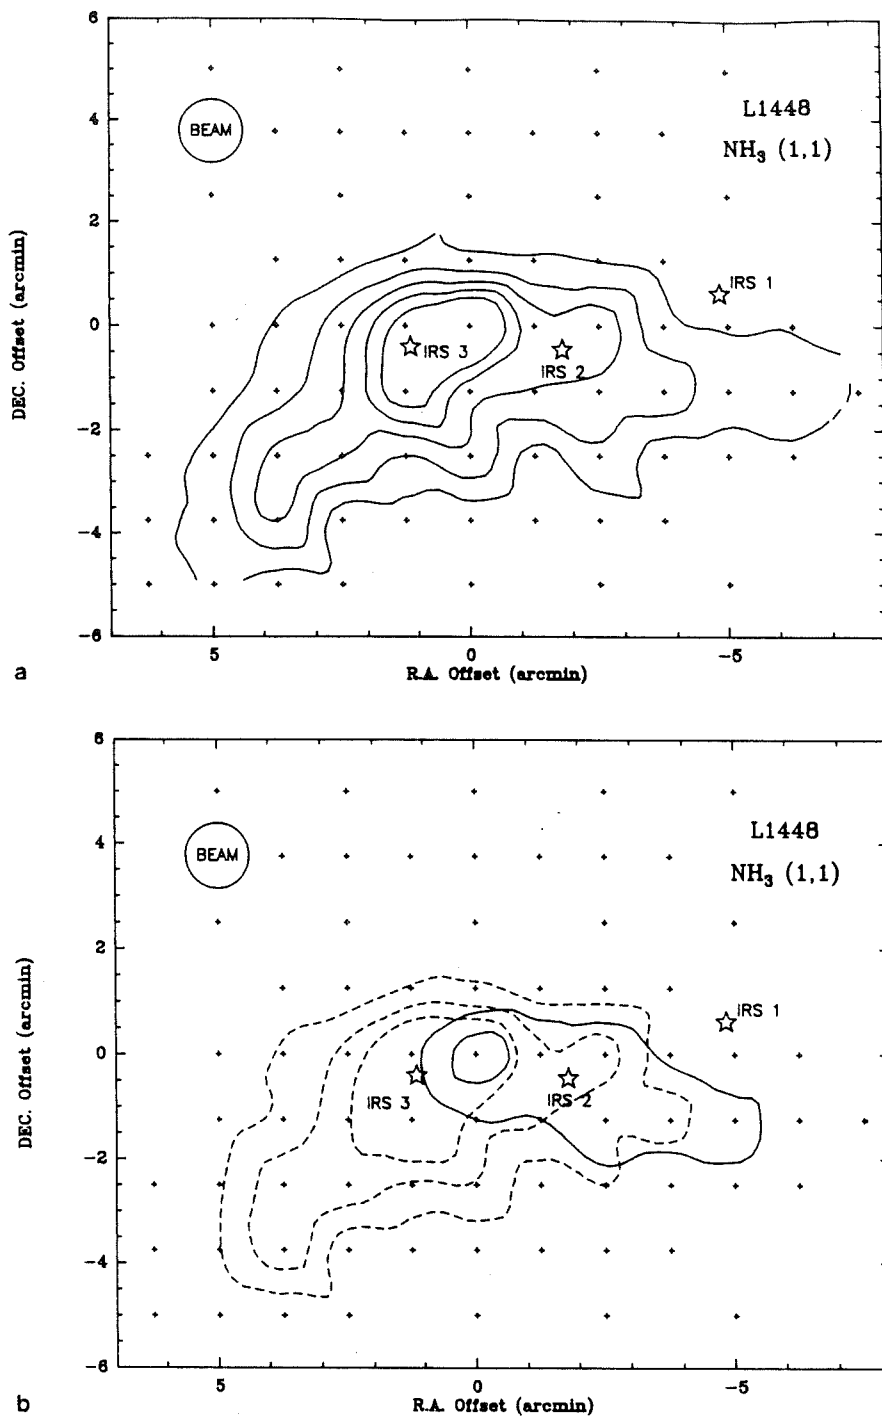 6
4
2
0
−2
−4
−6
DEC. Offset (arcmin)
BEAM
L1448
NH₃ (1,1)
IRS 1
IRS 3
IRS 2
5
0
−5
R.A. Offset (arcmin)
a
6
4
2
0
−2
−4
−6
DEC. Offset (arcmin)
BEAM
L1448
NH₃ (1,1)
IRS 1
IRS 3
IRS 2
5
0
−5
R.A. Offset (arcmin)
b